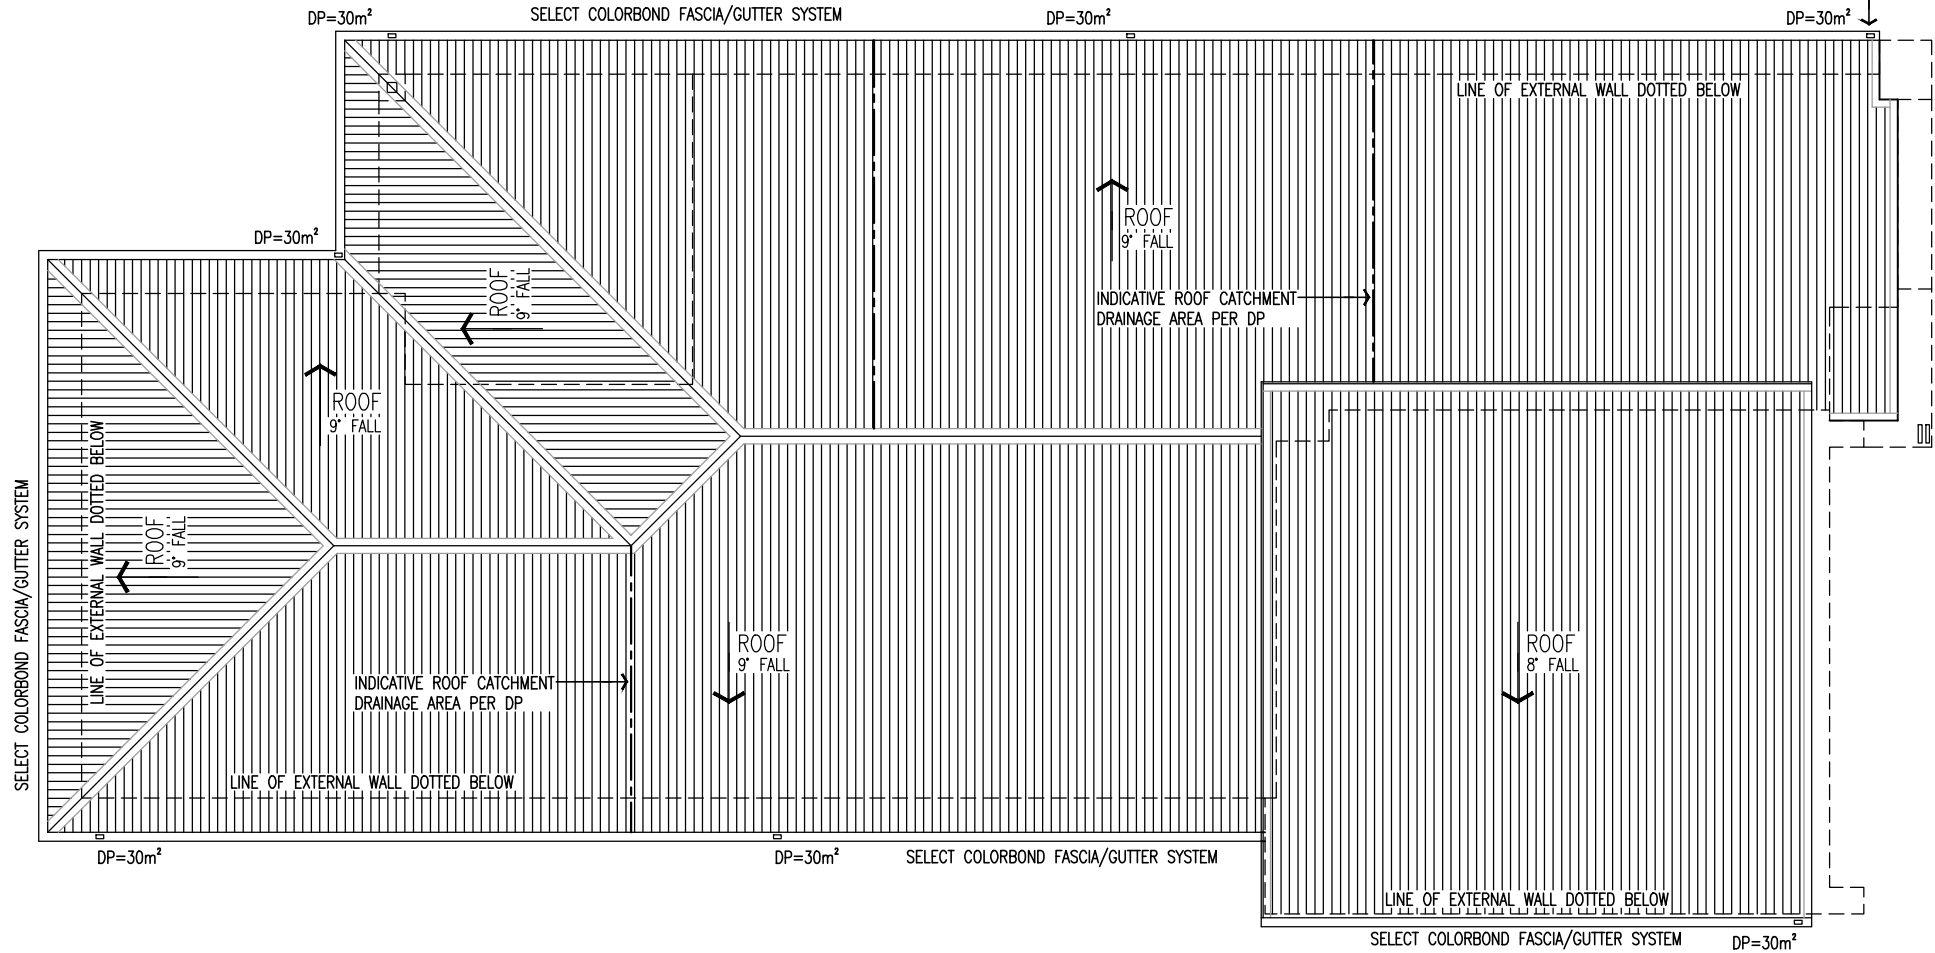 DP=30m²
SELECT COLORBOND FASCIA/GUTTER SYSTEM
DP=30m²
DP=30m²
LINE OF EXTERNAL WALL DOTTED BELOW
DP=30m²
ROOF
9° FALL
ROOF
9° FALL
INDICATIVE ROOF CATCHMENT
DRAINAGE AREA PER DP
ROOF
9° FALL
SELECT COLORBOND FASCIA/GUTTER SYSTEM
LINE OF EXTERNAL WALL DOTTED BELOW
ROOF
9° FALL
ROOF
9° FALL
ROOF
8° FALL
INDICATIVE ROOF CATCHMENT
DRAINAGE AREA PER DP
LINE OF EXTERNAL WALL DOTTED BELOW
DP=30m²
DP=30m²
SELECT COLORBOND FASCIA/GUTTER SYSTEM
LINE OF EXTERNAL WALL DOTTED BELOW
SELECT COLORBOND FASCIA/GUTTER SYSTEM
DP=30m²